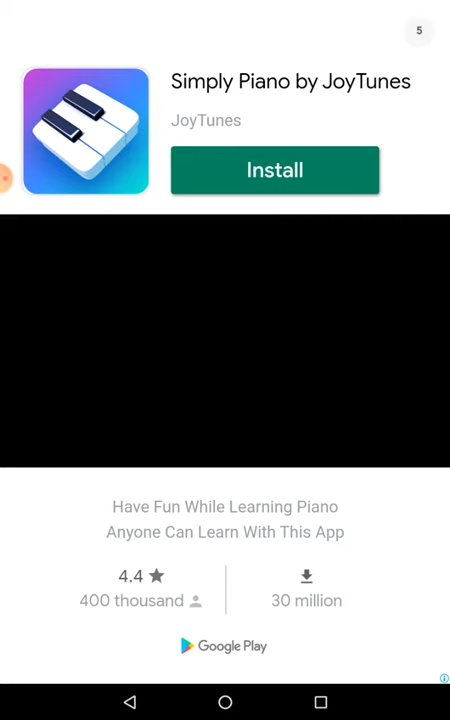 5
Simply Piano by JoyTunes
JoyTunes
Install
Have Fun While Learning Piano
Anyone Can Learn With This App
4.4
400 thousand
30 million
Google Play